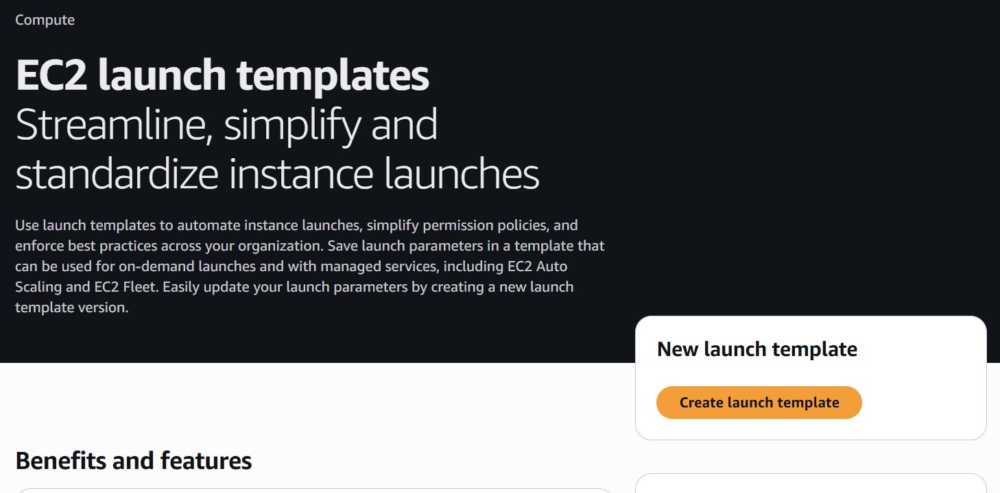 Compute
EC2 launch templates
Streamline, simplify and
standardize instance launches
Use launch templates to automate instance launches, simplify permission policies, and
enforce best practices across your organization. Save launch parameters in a template that
can be used for on-demand launches and with managed services, including EC2 Auto
Scaling and EC2 Fleet. Easily update your launch parameters by creating a new launch
template version.
New launch template
Create launch template
Benefits and features